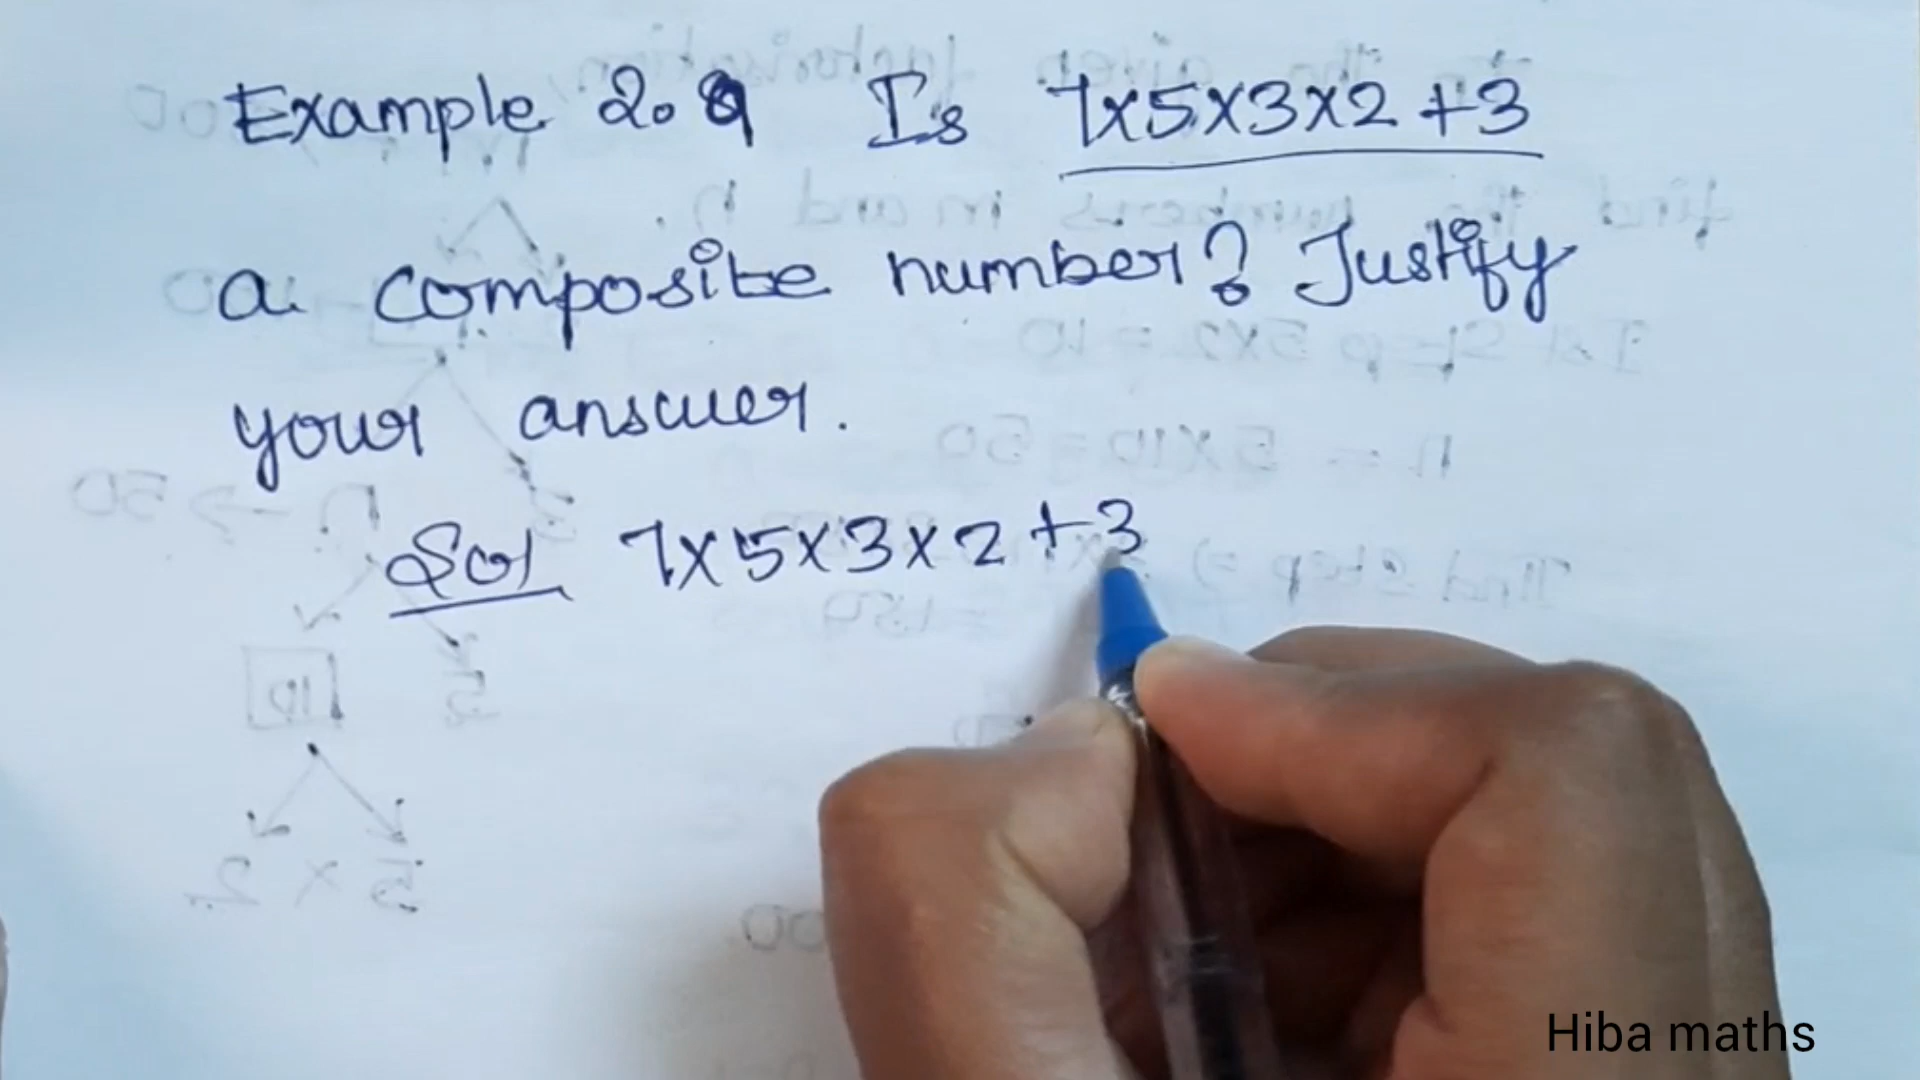 Example 2.9 Is 7x5x3x2+3
a composite number? Justify
your answer.
Sol 7x5x3x2+3
Hiba maths